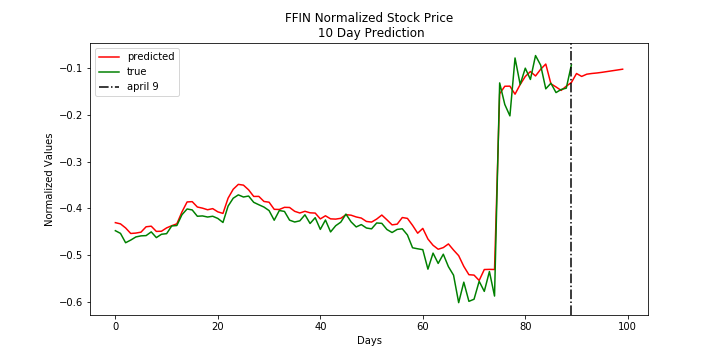 FFIN Normalized Stock Price
10 Day Prediction
predicted
true
april 9
Normalized Values
−0.1
−0.2
−0.3
−0.4
−0.5
−0.6
0 20 40 60 80 100
Days